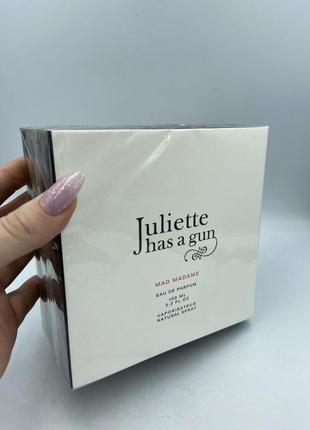 Juliette
has a gun
MAD MADAME
EAU DE PARFUM
100 ML
3.3 FL.OZ
VAPORISATEUR
NATURAL SPRAY